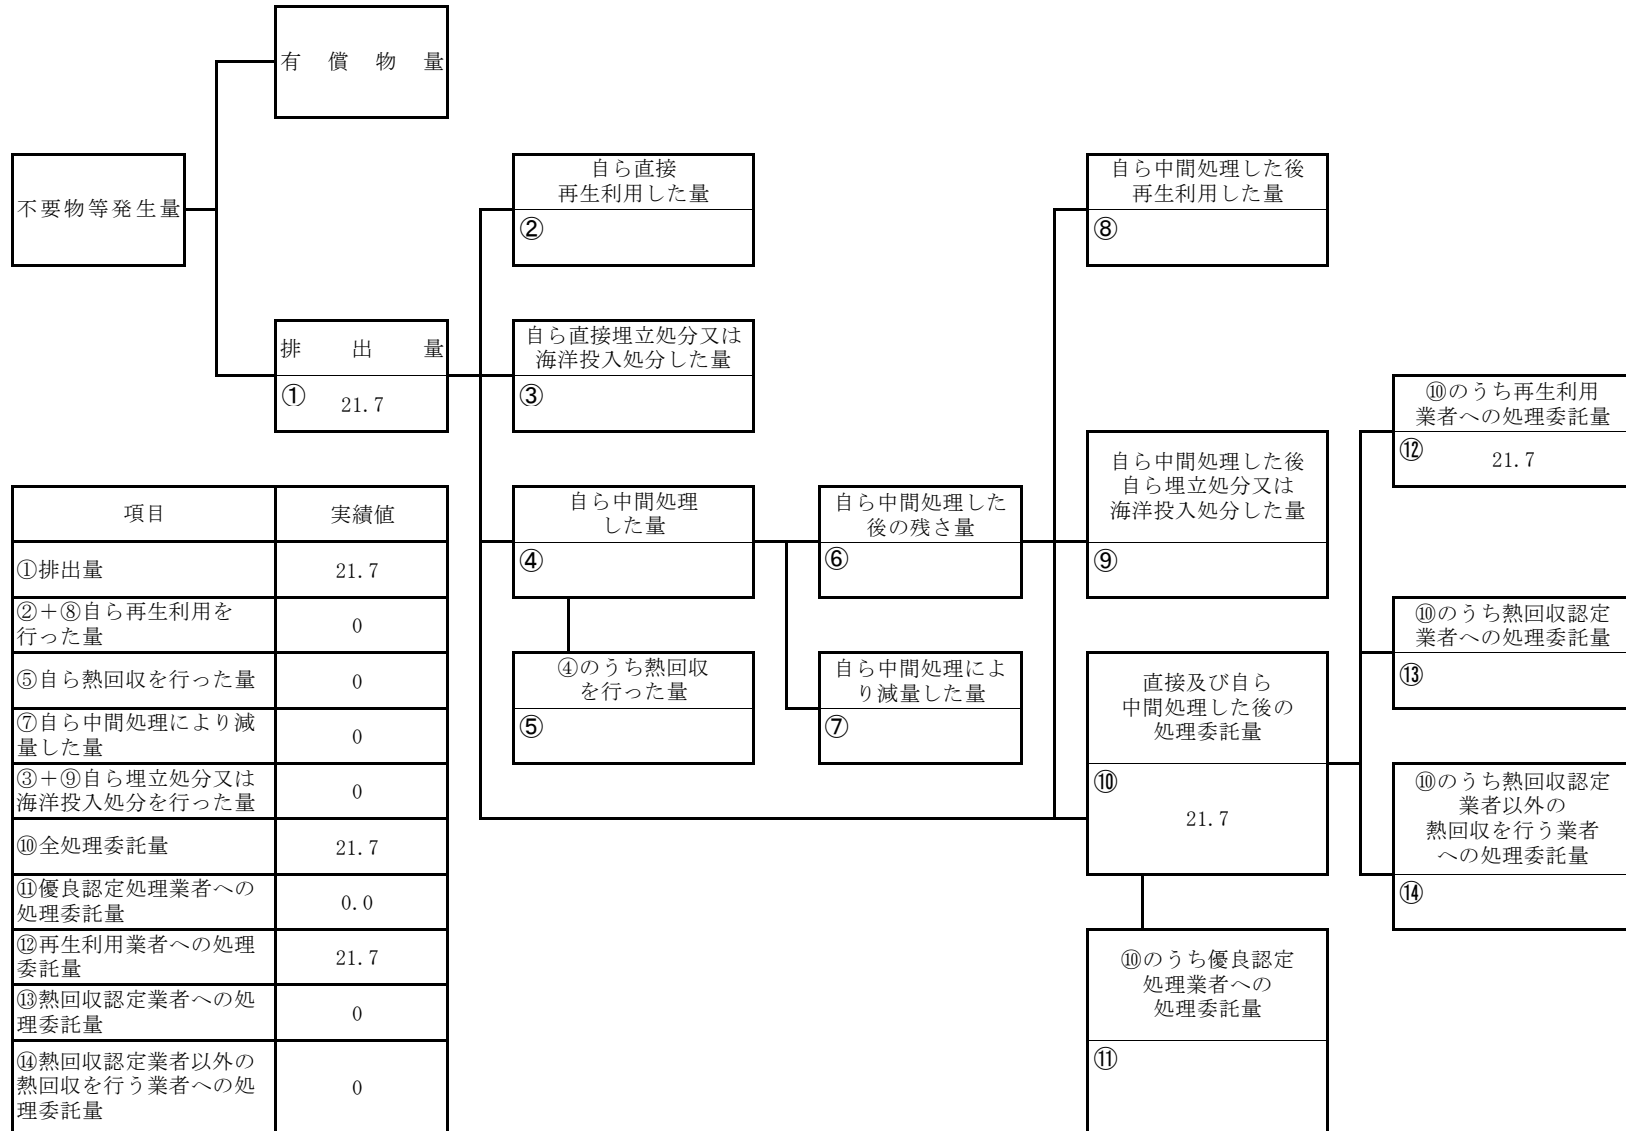 有償物量
不要物等発生量
自ら直接
再生利用した量
②
自ら中間処理した後
再生利用した量
⑧
排出量
① 21.7
自ら直接埋立処分又は
海洋投入処分した量
③
⑩のうち再生利用
業者への処理委託量
⑫ 21.7
自ら中間処理した後
自ら埋立処分又は
海洋投入処分した量
⑨
自ら中間処理
した量
④
自ら中間処理した
後の残さ量
⑥
④のうち熱回収
を行った量
⑤
自ら中間処理によ
り減量した量
⑦
⑩のうち熱回収認定
業者への処理委託量
⑬
直接及び自ら
中間処理した後の
処理委託量
⑩
21.7
⑩のうち熱回収認定
業者以外の
熱回収を行う業者
への処理委託量
⑭
⑩のうち優良認定
処理業者への
処理委託量
⑪
項目 実績値
①排出量 21.7
②+⑧自ら再生利用を
行った量 0
⑤自ら熱回収を行った量 0
⑦自ら中間処理により減
量した量 0
③+⑨自ら埋立処分又は
海洋投入処分を行った量 0
⑩全処理委託量 21.7
⑪優良認定処理業者への
処理委託量 0.0
⑫再生利用業者への処理
委託量 21.7
⑬熱回収認定業者への処
理委託量 0
⑭熱回収認定業者以外の
熱回収を行う業者への処
理委託量 0